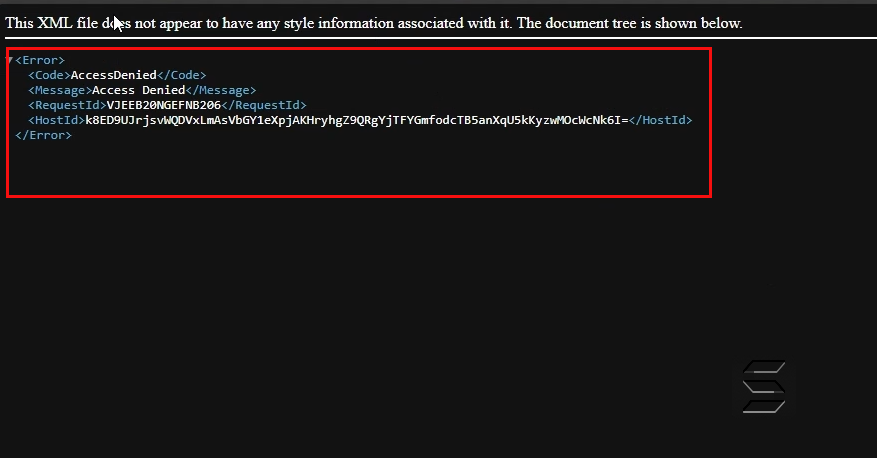 This XML file does not appear to have any style information associated with it. The document tree is shown below.
▼<Error>
<Code>AccessDenied</Code>
<Message>Access Denied</Message>
<RequestId>VJEEB20NGEFNB206</RequestId>
<HostId>k8ED9UJrjsvWQDVxLmAsVbGY1eXpjAKHryhgZ9QRgYjTFYGmfodcTB5anXqU5kKyzwMOcWcNk6I=</HostId>
</Error>